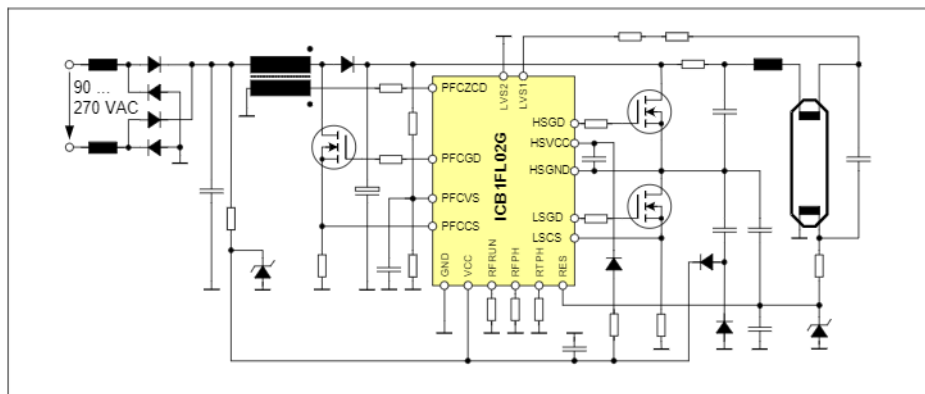 90 ...
270 VAC
PFCZCD
PFCGD
PFCVS
PFCCS
LVS2
LVS1
ICB1FL02G
HSGD
HSVCC
HSGND
LSGD
LSCS
GND
VCC
RFRUN
RFPH
RTPH
RES